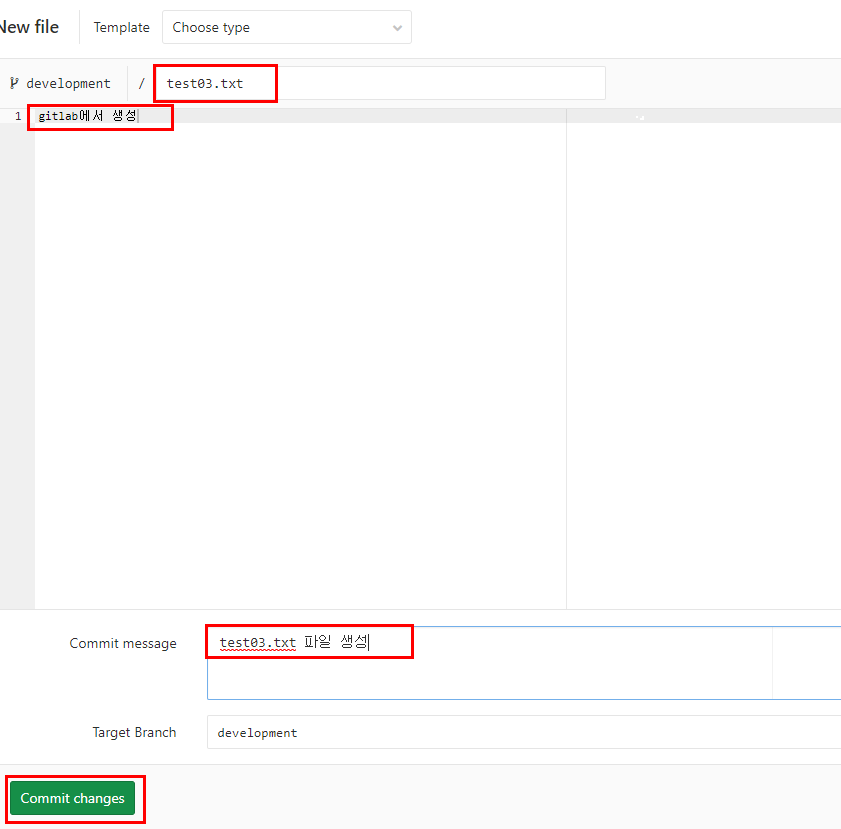 New file Template Choose type
development / test03.txt
1 gitlab에서 생성
Commit message test03.txt 파일 생성
Target Branch development
Commit changes